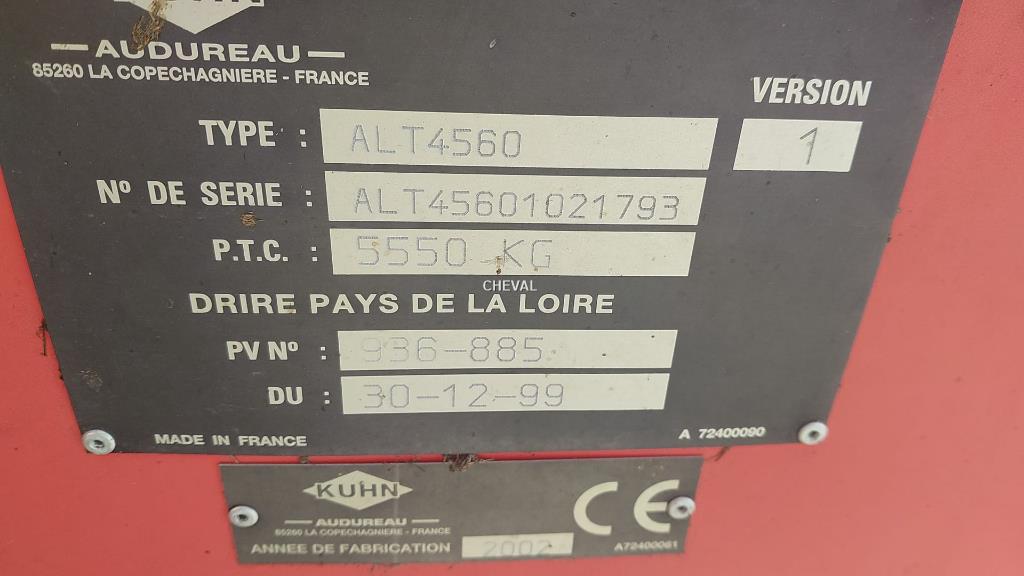 KUHN
— AUDUREAU —
85260 LA COPECHAGNIERE - FRANCE
VERSION
TYPE : ALT4560 1
Nº DE SERIE : ALT45601021793
P.T.C. : 5550 KG
CHEVAL
DRIRE PAYS DE LA LOIRE
PV Nº : 936-885
DU : 30-12-99
MADE IN FRANCE A 72400090
KUHN
— AUDUREAU —
85260 LA COPECHAGNIERE - FRANCE
CE
ANNEE DE FABRICATION 2002 A72400061